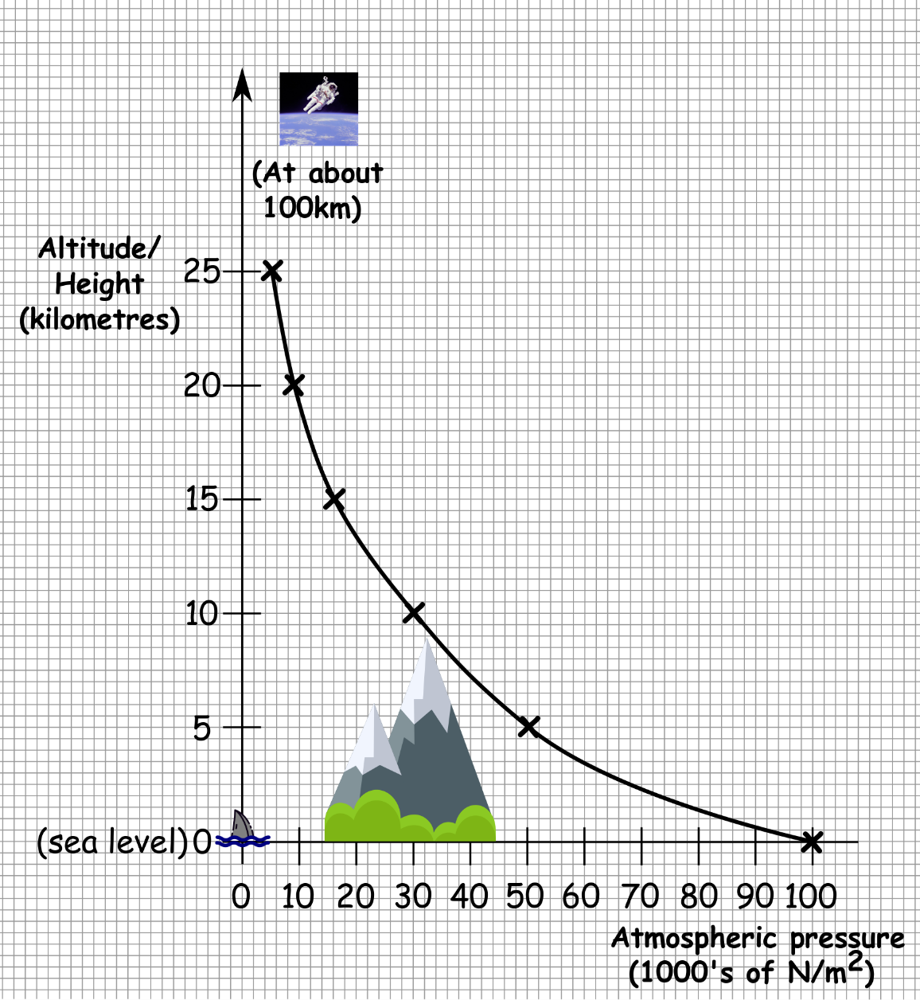 (At about
100km)
Altitude/
Height
(kilometres)
25
20
15
10
5
(sea level) 0
0 10 20 30 40 50 60 70 80 90 100
Atmospheric pressure
(1000's of N/m²)